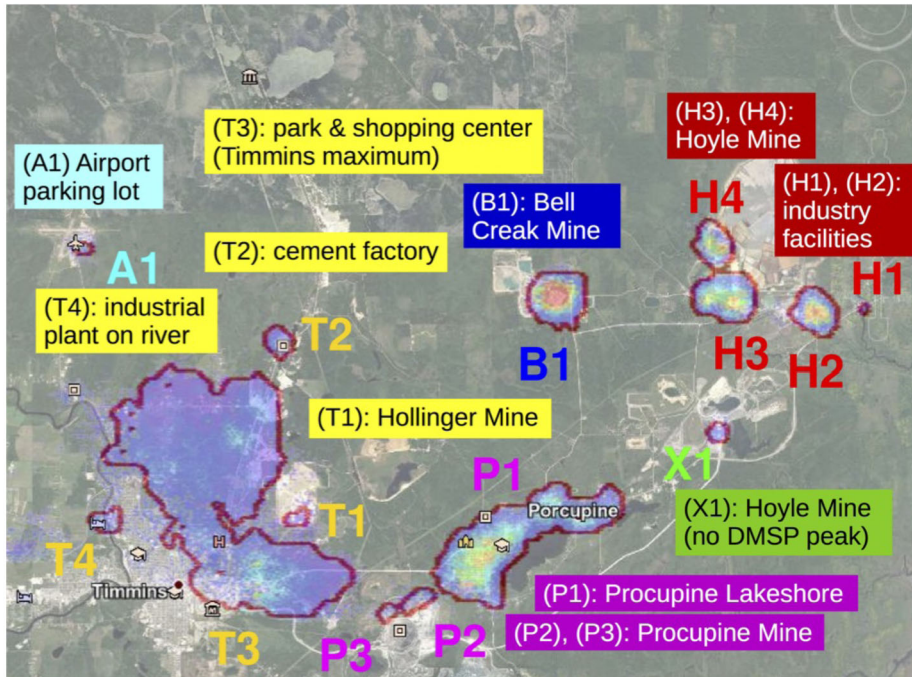 (T3): park & shopping center
(Timmins maximum)
(H3), (H4):
Hoyle Mine
(A1) Airport
parking lot
(B1): Bell
Creak Mine
(H1), (H2):
industry
facilities
H4
H1
(T2): cement factory
A1
(T4): industrial
plant on river
T2
B1
H3
H2
(T1): Hollinger Mine
P1
X1
Porcupine
T1
(X1): Hoyle Mine
(no DMSP peak)
T4
H
Timmins
(P1): Procupine Lakeshore
T3
P3
P2
(P2), (P3): Procupine Mine